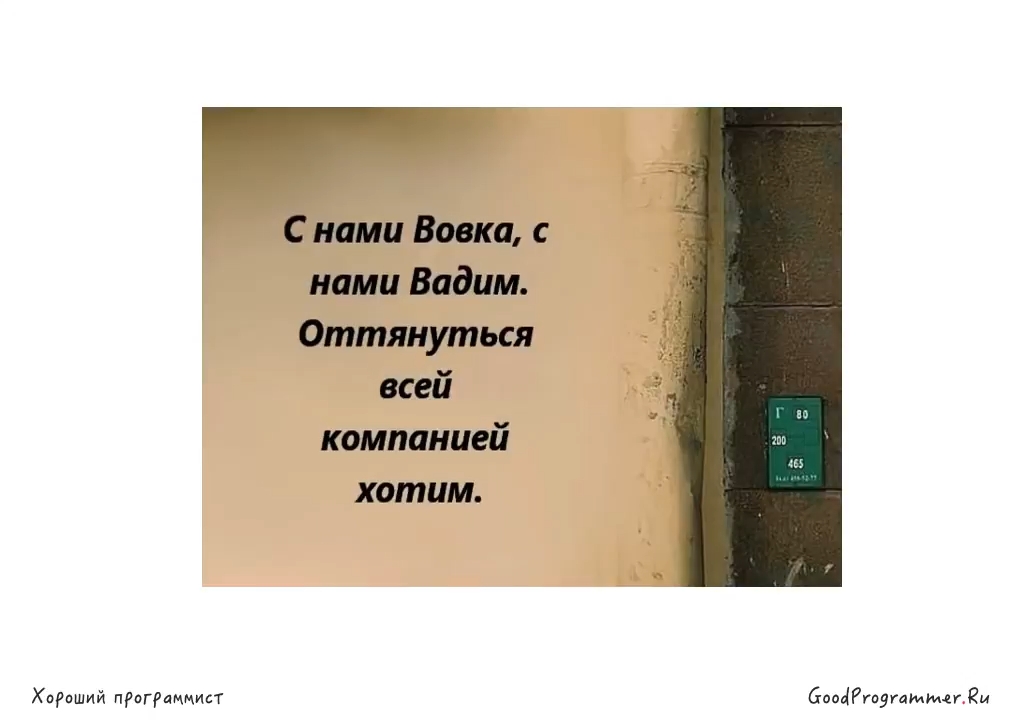 С нами Вовка, с
нами Вадим.
Оттянуться
всей
компанией
хотим.
Г 80
200
465
Хороший программист
GoodProgrammer.Ru